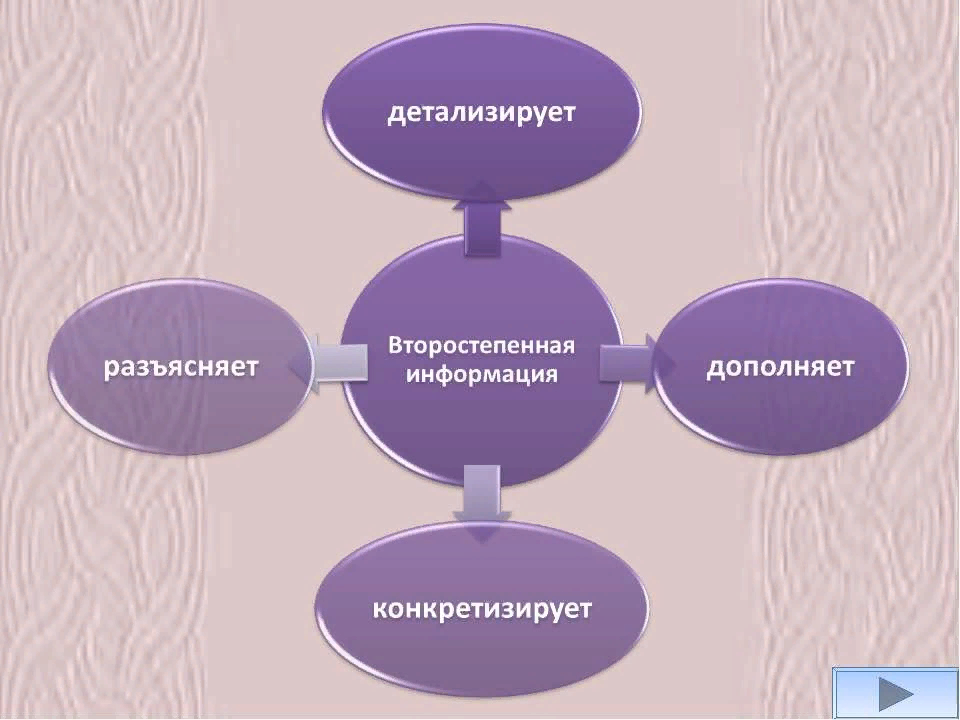 детализирует
разъясняет
Второстепенная
информация
дополняет
конкретизирует